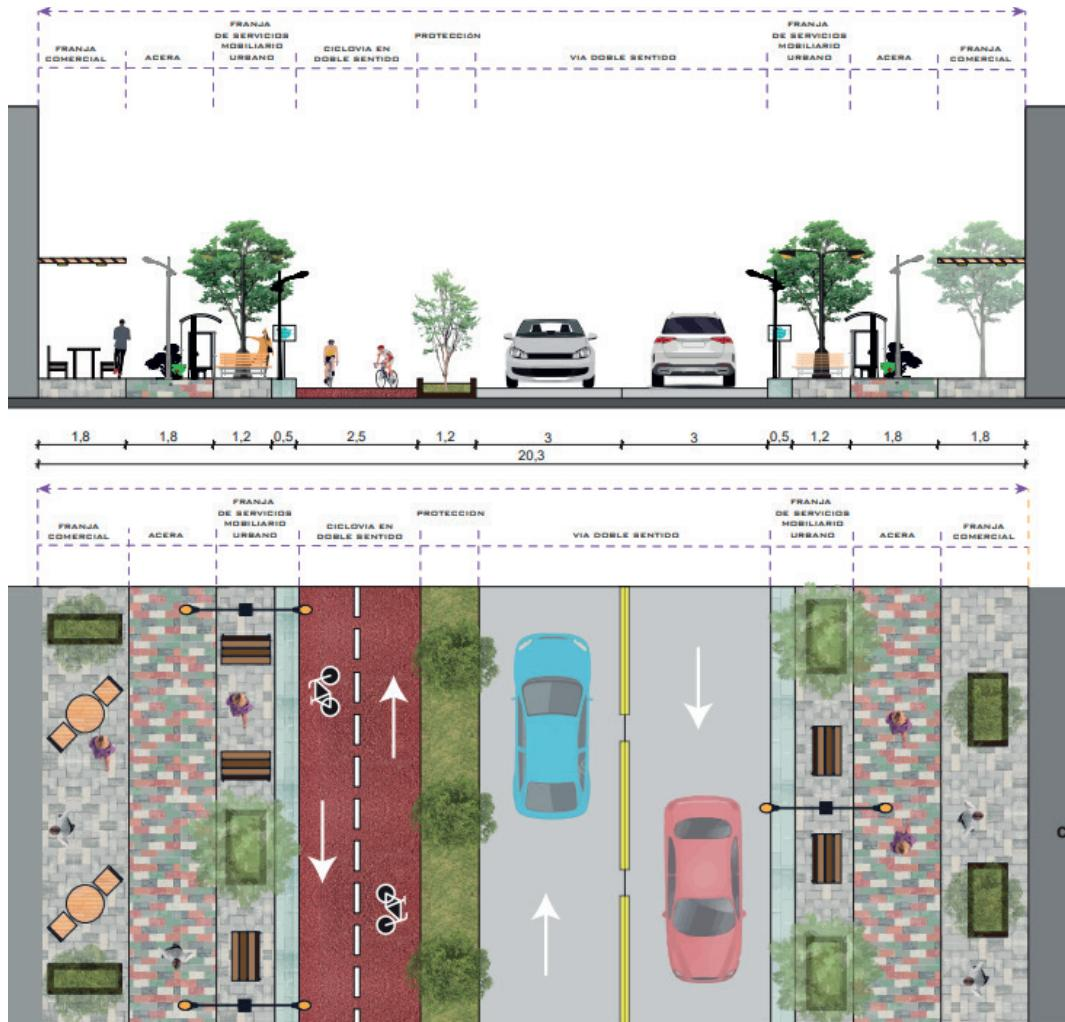 FRANJA
COMERCIAL
ACERA
FRANJA
DE SERVICIOS
MOBILIARIO
URBANO
CICLOVIA EN
DOBLE SENTIDO
PROTECCIÓN
VIA DOBLE SENTIDO
FRANJA
DE SERVICIOS
MOBILIARIO
URBANO
ACERA
FRANJA
COMERCIAL
1,8 1,8 1,2 0,5 2,5 1,2 3 3 0,5 1,2 1,8 1,8
20,3
FRANJA
COMERCIAL
ACERA
FRANJA
DE SERVICIOS
MOBILIARIO
URBANO
CICLOVIA EN
DOBLE SENTIDO
PROTECCION
VIA DOBLE SENTIDO
FRANJA
DE SERVICIOS
MOBILIARIO
URBANO
ACERA
FRANJA
COMERCIAL